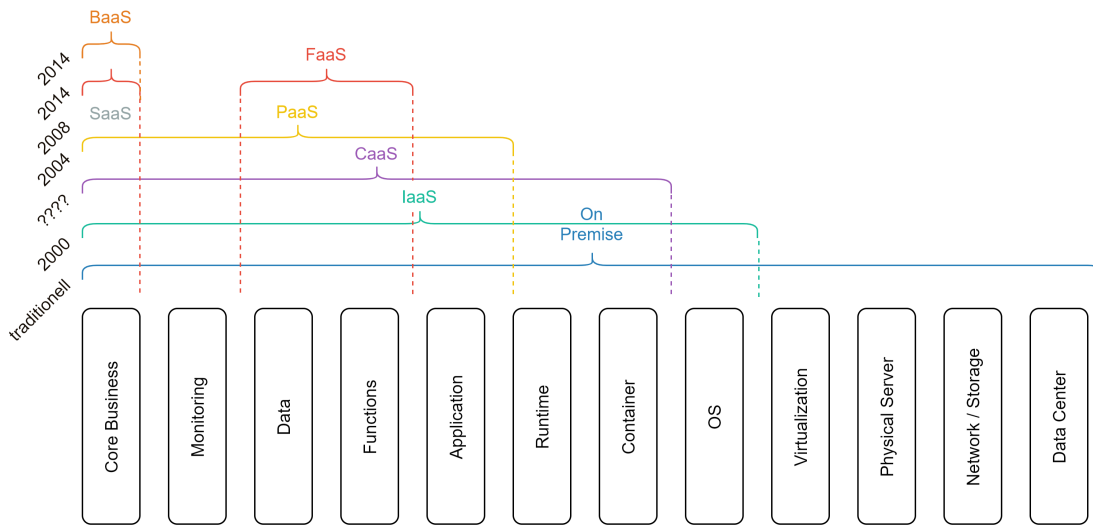 BaaS
2014
FaaS
2014
SaaS
PaaS
2008
2004
CaaS
????
IaaS
On
Premise
2000
traditionell
Core Business
Monitoring
Data
Functions
Application
Runtime
Container
OS
Virtualization
Physical Server
Network / Storage
Data Center